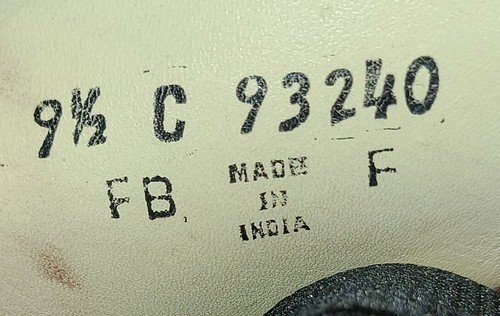 9½ C 93240
FB, MADE F
IN
INDIA